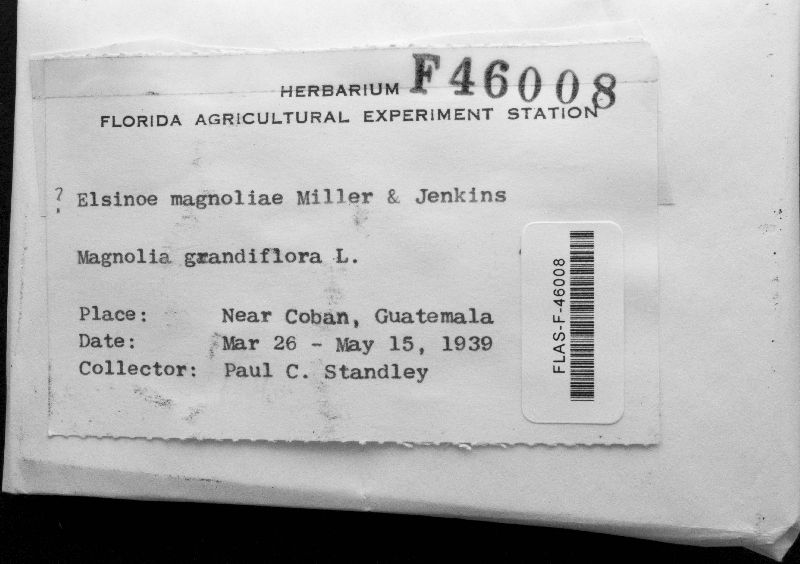 HERBARIUM F46008
FLORIDA AGRICULTURAL EXPERIMENT STATION
? Elsinoe magnoliae Miller & Jenkins
Magnolia grandiflora L.
Place: Near Coban, Guatemala
Date: Mar 26 - May 15, 1939
Collector: Paul C. Standley
FLAS-F-46008